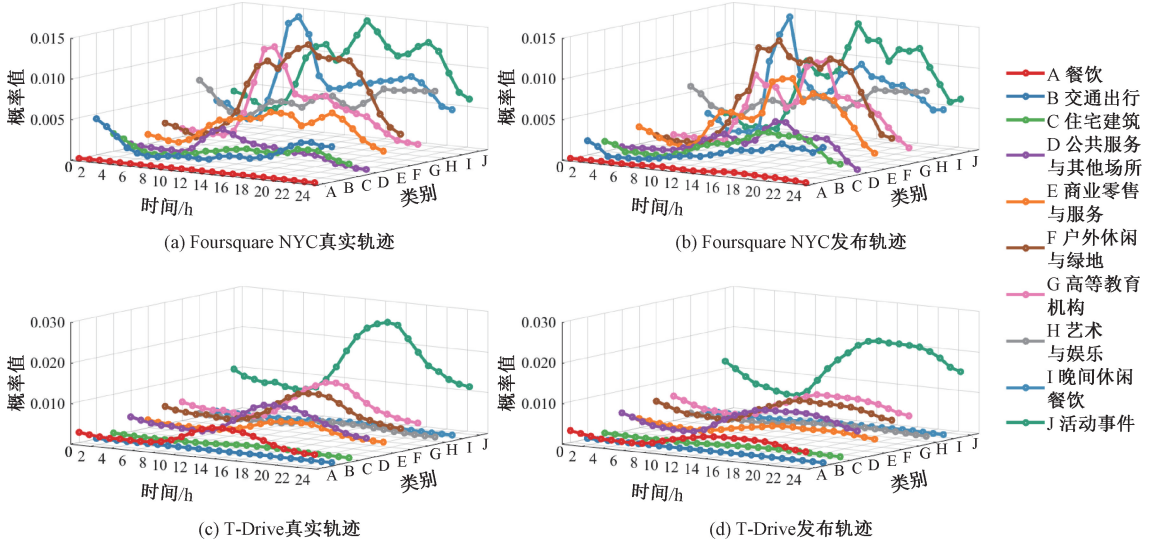 0.015
0.010
0.005
0
概率值
2 4 6 8 10 12 14 16 18 20 22 24
时间/h
A B C D E F G H I J
类别
(a) Foursquare NYC真实轨迹
0.015
0.010
0.005
0
概率值
2 4 6 8 10 12 14 16 18 20 22 24
时间/h
A B C D E F G H I J
类别
(b) Foursquare NYC发布轨迹
A 餐饮
B 交通出行
C 住宅建筑
D 公共服务
与其他场所
E 商业零售
与服务
F 户外休闲
与绿地
G 高等教育
机构
H 艺术
与娱乐
I 晚间休闲
餐饮
J 活动事件
0.030
0.020
0.010
0
概率值
2 4 6 8 10 12 14 16 18 20 22 24
时间/h
A B C D E F G H I J
类别
(c) T-Drive真实轨迹
0.030
0.020
0.010
0
概率值
2 4 6 8 10 12 14 16 18 20 22 24
时间/h
A B C D E F G H I J
类别
(d) T-Drive发布轨迹